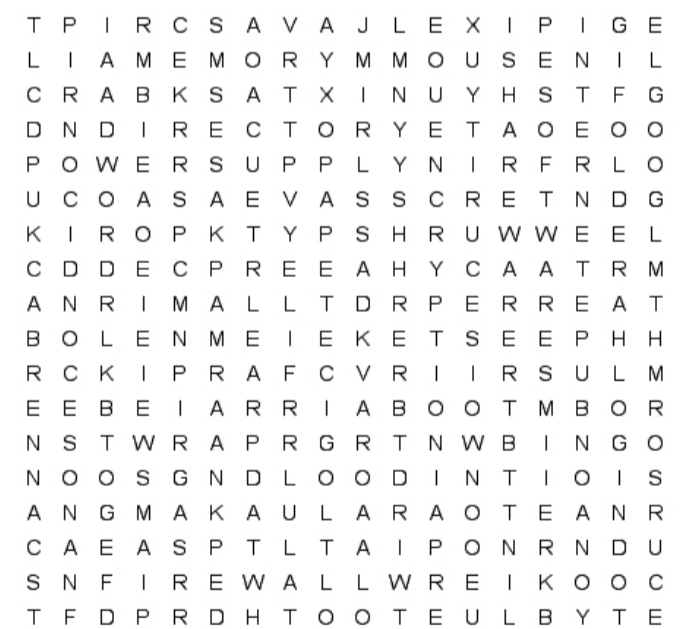 T P I R C S A V A J L E X I P I G E
L I A M E M O R Y M M O U S E N I L
C R A B K S A T X I N U Y H S T F G
D N D I R E C T O R Y E T A O E O O
P O W E R S U P P L Y N I R F R L O
U C O A S A E V A S S C R E T N D G
K I R O P K T Y P S H R U W W E E L
C D D E C P R E E A H Y C A A T R M
A N R I M A L L T D R P E R R E A T
B O L E N M E I E K E T S E E P H H
R C K I P R A F C V R I I R S U L M
E E B E I A R R I A B O O T M B O R
N S T W R A P R G R T N W B I N G O
N O O S G N D L O O D I N T I O I S
A N G M A K A U L A R A O T E A N R
C A E A S P T L T A I P O N R N D U
S N F I R E W A L L W R E I K O O C
T F D P R D H T O O T E U L B Y T E